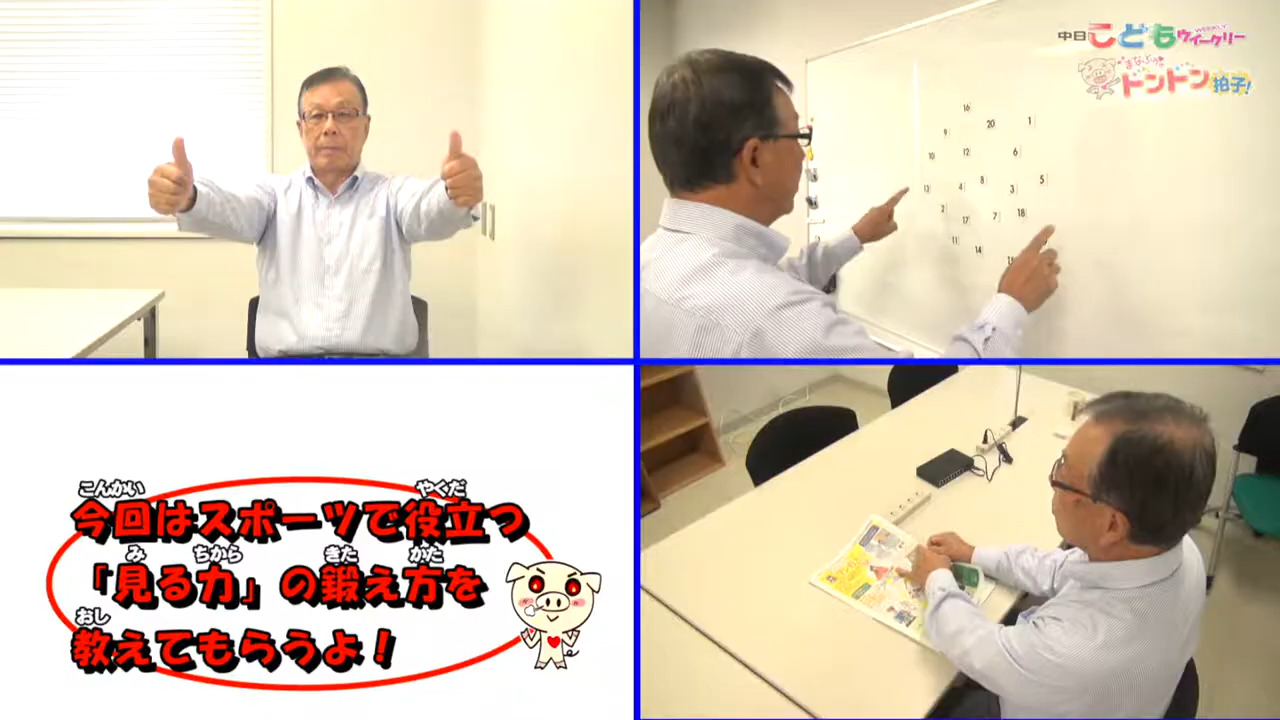 中日こどもウイークリー
WEEKLY
まなぶぅ
ドンドン拍子!
16
20
1
9
10
12
6
13
4
8
3
5
2
17
7
18
11
14
こんかい やくだ
今回はスポーツで役立つ
み ちから きた かた
「見る力」の鍛え方を
おし
教えてもらうよ!